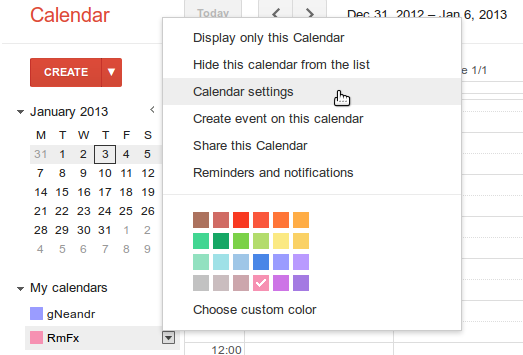 Calendar
Today
Dec 31, 2012 – Jan 6, 2013
CREATE
e 1/1
January 2013
M T W T F S
31 1 2 3 4 5
7 8 9 10 11 12
14 15 16 17 18 19
21 22 23 24 25 26
28 29 30 31 1 2
4 5 6 7 8 9
My calendars
gNeandr
RmFx
Display only this Calendar
Hide this calendar from the list
Calendar settings
Create event on this calendar
Share this Calendar
Reminders and notifications
Choose custom color
12:00